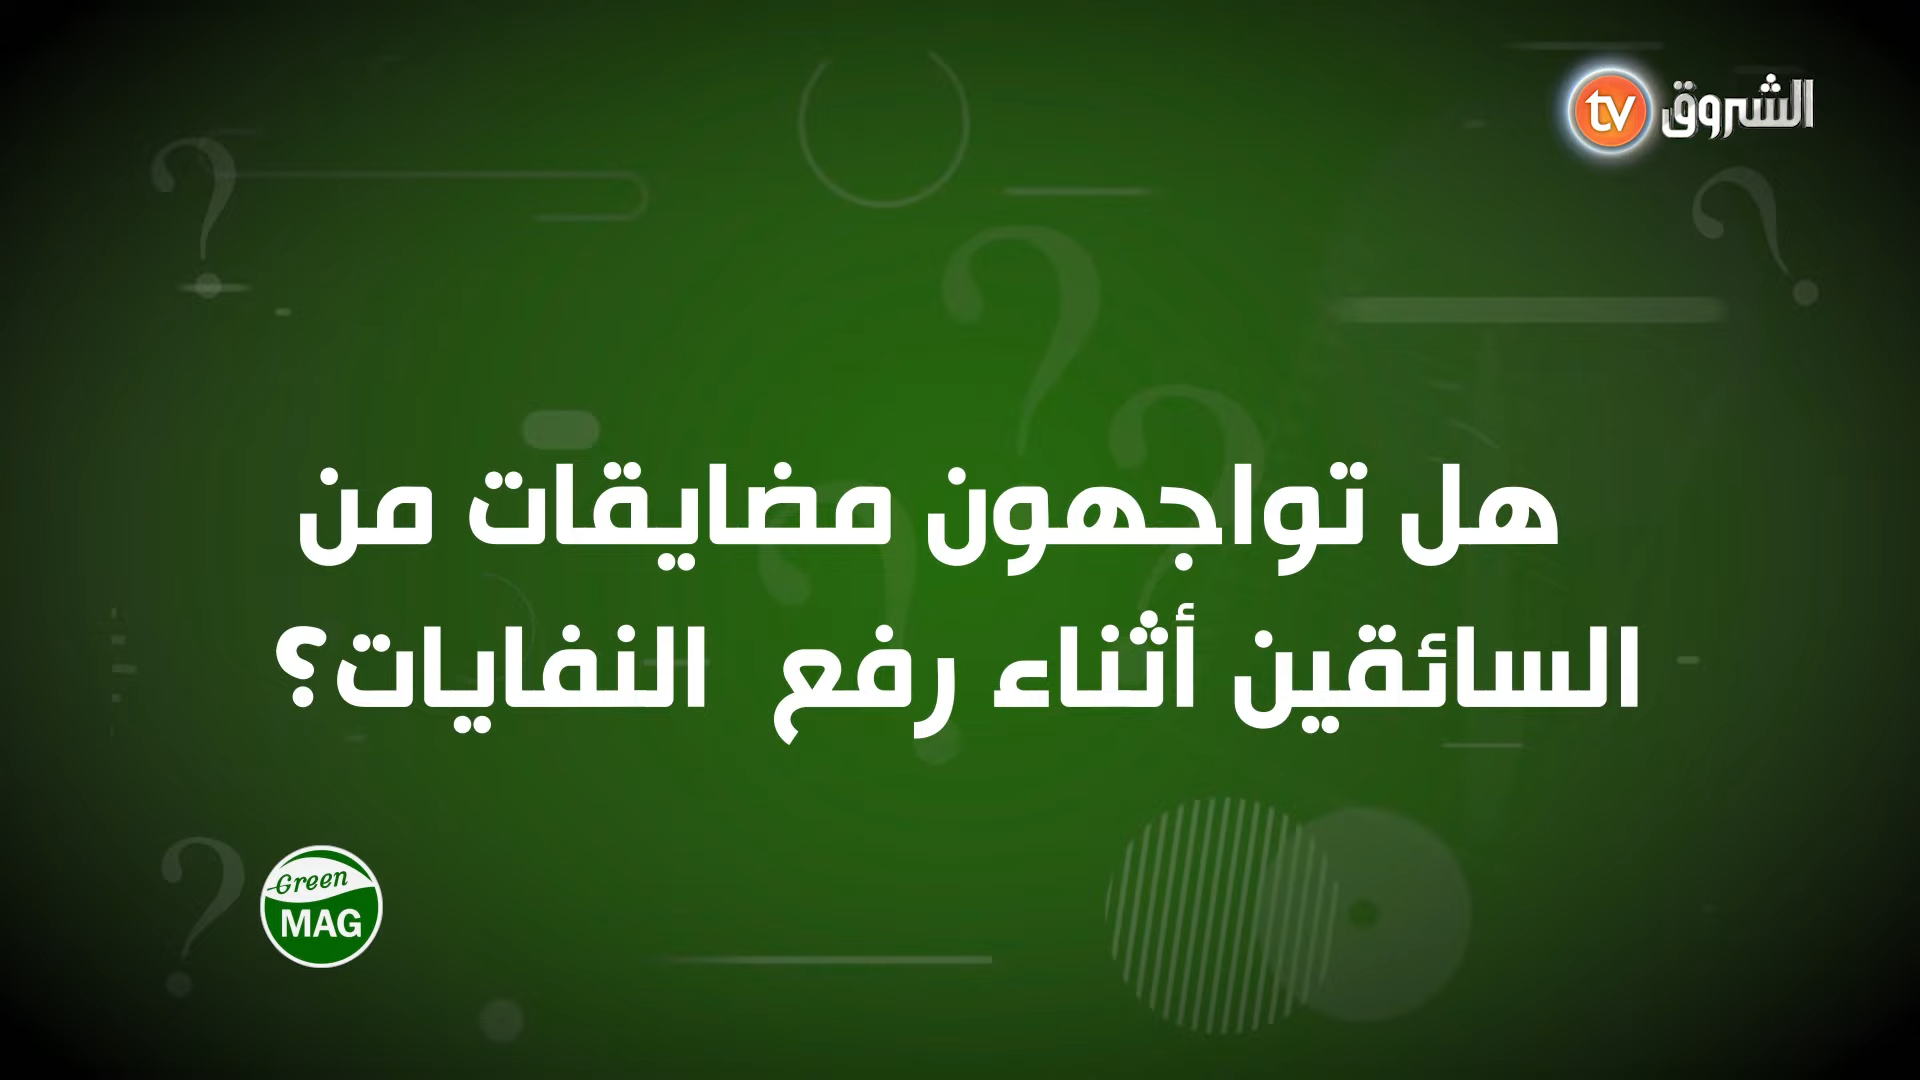 الشروق tv
هل تواجهون مضايقات من
السائقين أثناء رفع النفايات؟
Green
MAG